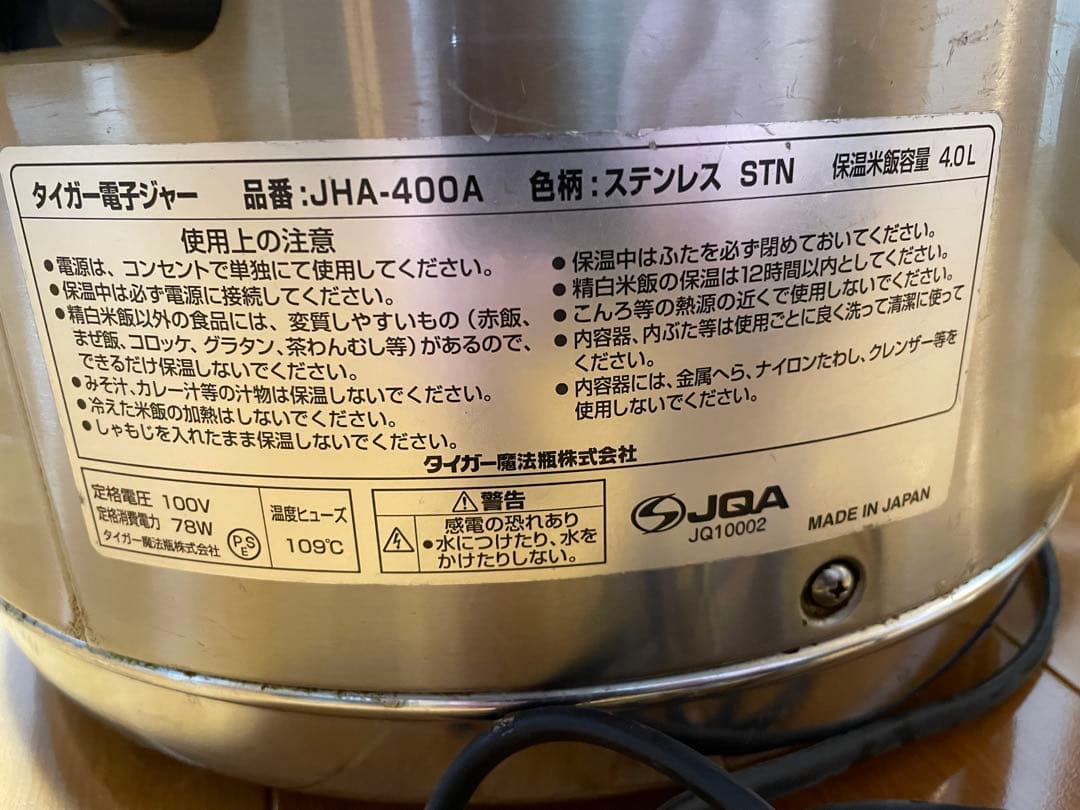 タイガー電子ジャー 品番:JHA-400A 色柄:ステンレス STN 保温米飯容量 4.0L
使用上の注意
●電源は、コンセントで単独にて使用してください。
●保温中は必ず電源に接続してください。
●精白米飯以外の食品には、変質しやすいもの(赤飯、
まぜ飯、コロッケ、グラタン、茶わんむし等)があるので、
できるだけ保温しないでください。
●みそ汁、カレー汁等の汁物は保温しないでください。
●冷えた米飯の加熱はしないでください。
●しゃもじを入れたまま保温しないでください。
●保温中はふたを必ず閉めておいてください。
●精白米飯の保温は12時間以内としてください。
●こんろ等の熱源の近くで使用しないでください。
●内容器、内ぶた等は使用ごとに良く洗って清潔に使って
ください。
●内容器には、金属へら、ナイロンたわし、クレンザー等を
使用しないでください。
タイガー魔法瓶株式会社
定格電圧 100V
定格消費電力 78W
タイガー魔法瓶株式会社
PSE
温度ヒューズ
109℃
⚠警告
感電の恐れあり
●水につけたり、水を
かけたりしない。
JQA
JQ10002
MADE IN JAPAN